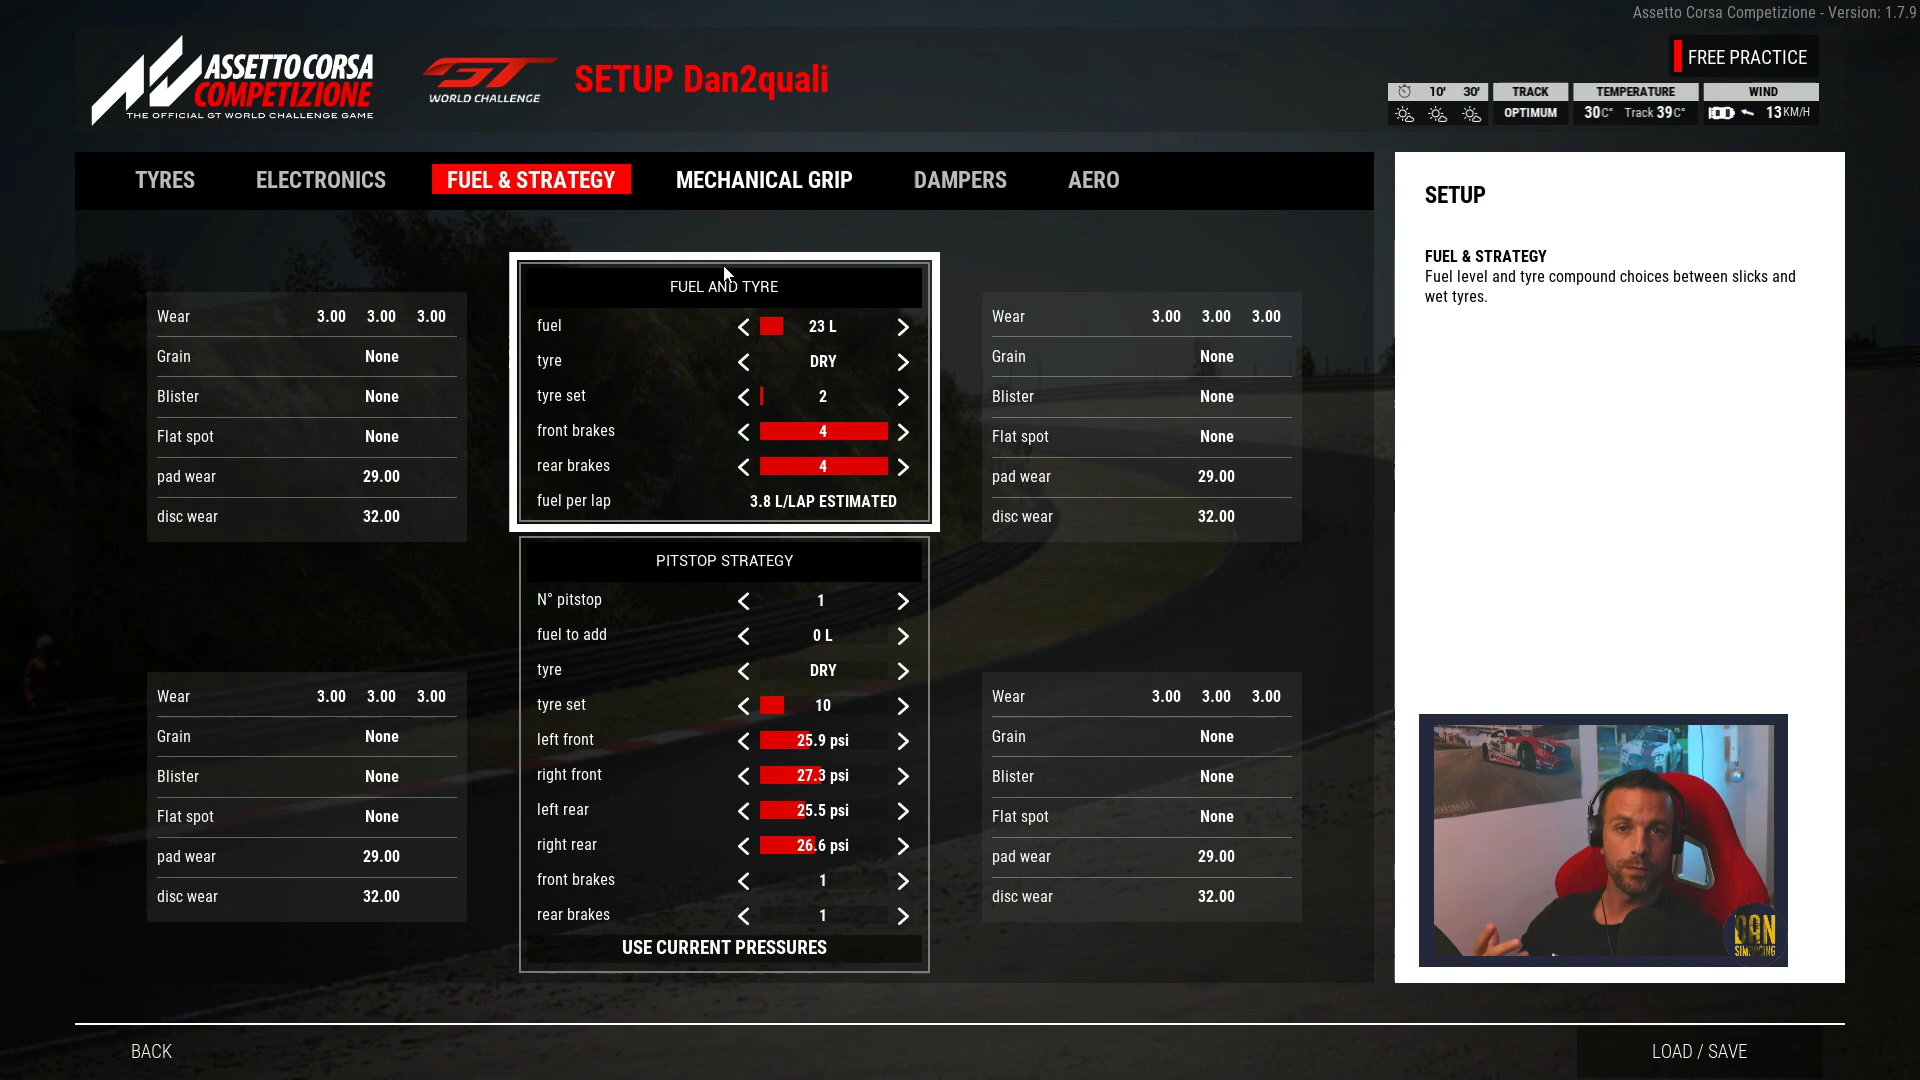 Assetto Corsa Competizione - Version: 1.7.9
ASSETTO CORSA
COMPETIZIONE
THE OFFICIAL GT WORLD CHALLENGE GAME
GT
WORLD CHALLENGE
SETUP Dan2quali
FREE PRACTICE
10' 30' TRACK TEMPERATURE WIND
OPTIMUM 30C° Track 39C° 13KM/H
TYRES ELECTRONICS FUEL & STRATEGY MECHANICAL GRIP DAMPERS AERO
Wear 3.00 3.00 3.00
Grain None
Blister None
Flat spot None
pad wear 29.00
disc wear 32.00
FUEL AND TYRE
fuel 23 L
tyre DRY
tyre set 2
front brakes 4
rear brakes 4
fuel per lap 3.8 L/LAP ESTIMATED
Wear 3.00 3.00 3.00
Grain None
Blister None
Flat spot None
pad wear 29.00
disc wear 32.00
PITSTOP STRATEGY
N° pitstop 1
fuel to add 0 L
tyre DRY
tyre set 10
left front 25.9 psi
right front 27.3 psi
left rear 25.5 psi
right rear 26.6 psi
front brakes 1
rear brakes 1
USE CURRENT PRESSURES
Wear 3.00 3.00 3.00
Grain None
Blister None
Flat spot None
pad wear 29.00
disc wear 32.00
Wear 3.00 3.00 3.00
Grain None
Blister None
Flat spot None
pad wear 29.00
disc wear 32.00
SETUP
FUEL & STRATEGY
Fuel level and tyre compound choices between slicks and
wet tyres.
DAN
SIMRACING
BACK
LOAD / SAVE